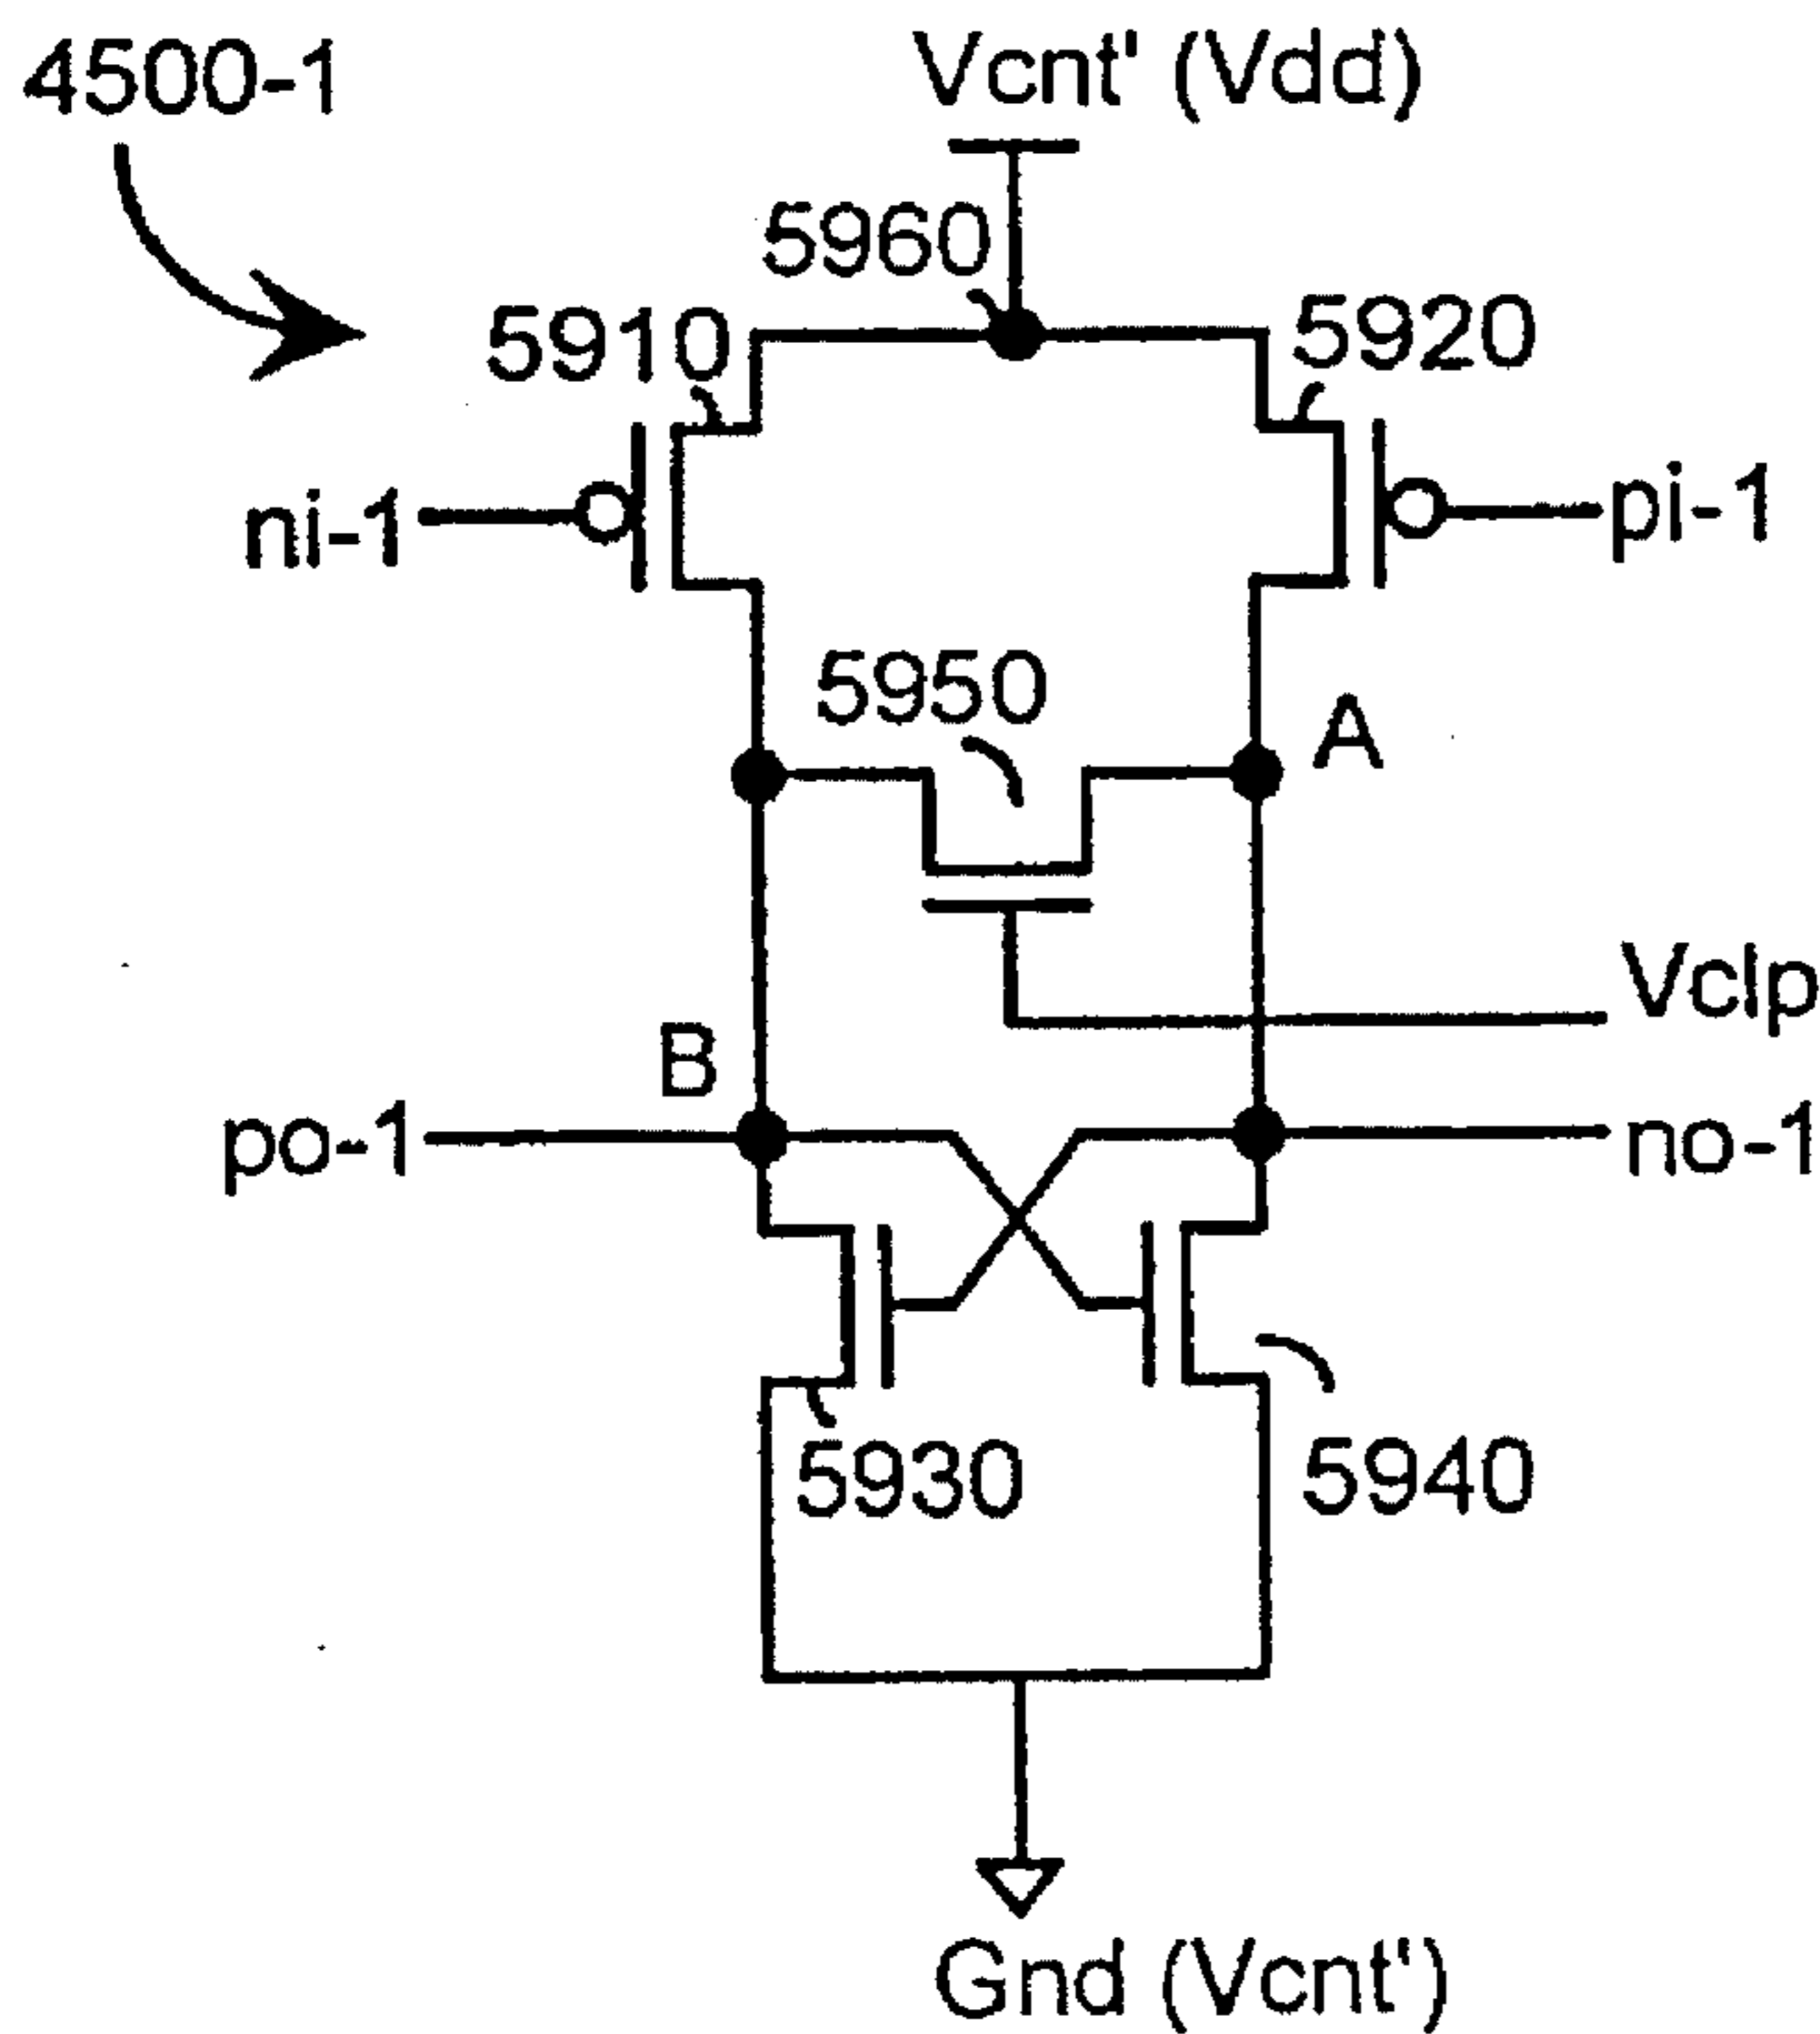 4500-1
Vcnt' (Vdd)
5960
5910
5920
ni-1
pi-1
5950
A
Vclp
B
po-1
no-1
5930
5940
Gnd (Vcnt")